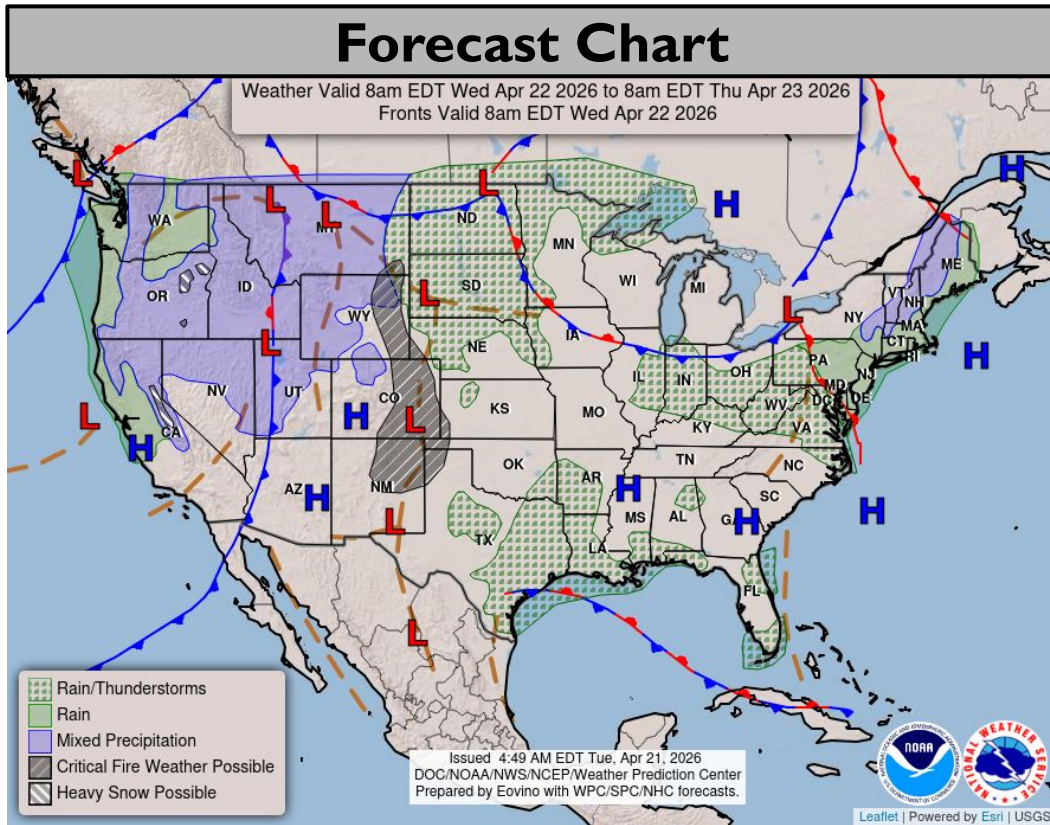 Forecast Chart
Weather Valid 8am EDT Wed Apr 22 2026 to 8am EDT Thu Apr 23 2026
Fronts Valid 8am EDT Wed Apr 22 2026
H
L
L L L H
WA MT ND MN ME
H
OR ID SD WI MI VT NH
WY L L NY MA
L NE IA CT RI H
NV UT IL IN OH PA NJ
CO MD DE
L H KS MO WV DC
CA L KY VA
H OK TN NC
AZ H NM AR H SC
L MS AL GA H H
TX LA
FL
L
Rain/Thunderstorms
Rain
Mixed Precipitation
Critical Fire Weather Possible
Heavy Snow Possible
Issued 4:49 AM EDT Tue, Apr 21, 2026
DOC/NOAA/NWS/NCEP/Weather Prediction Center
Prepared by Eovino with WPC/SPC/NHC forecasts.
NOAA
NATIONAL WEATHER SERVICE
Leaflet | Powered by Esri | USGS